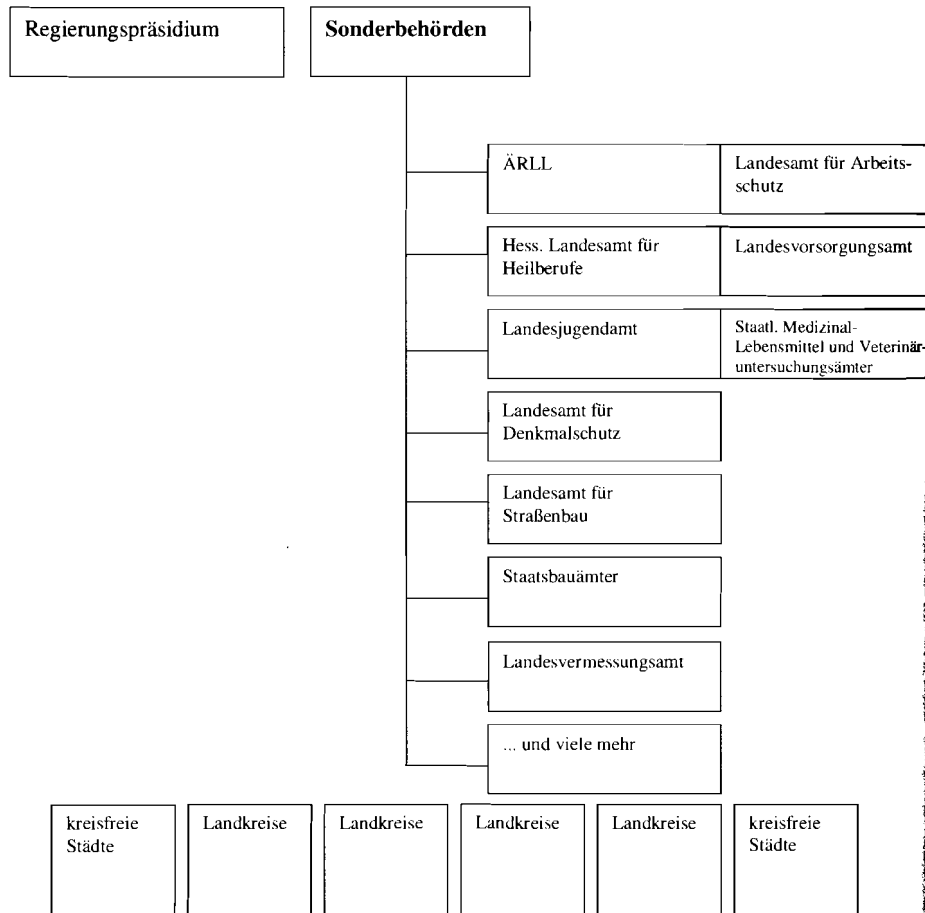 Regierungspräsidium
Sonderbehörden
ÄRLL
Landesamt für Arbeits-
schutz
Hess. Landesamt für
Heilberufe
Landesvorsorgungsamt
Landesjugendamt
Staatl. Medizinal-
Lebensmittel und Veterinär-
untersuchungsämter
Landesamt für
Denkmalschutz
Landesamt für
Straßenbau
Staatsbauämter
Landesvermessungsamt
... und viele mehr
kreisfreie
Städte
Landkreise
Landkreise
Landkreise
Landkreise
kreisfreie
Städte